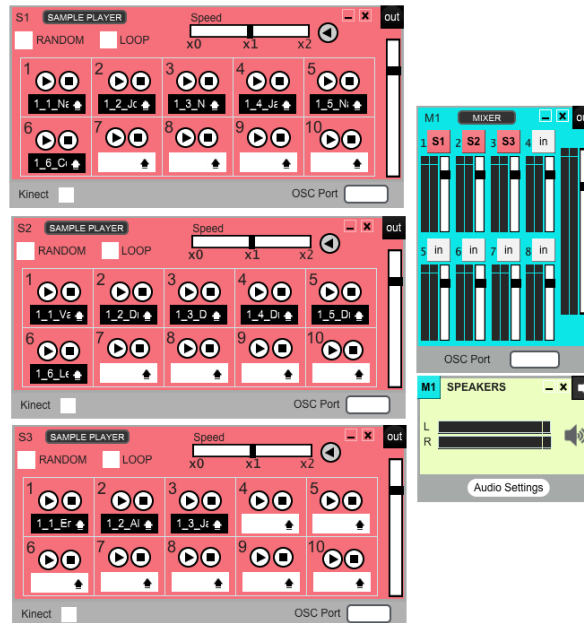 S1 SAMPLE PLAYER Speed out
RANDOM LOOP
x0 x1 x2
1 2 3 4 5
1_1_Ne 1_2_Jc 1_3_N 1_4_Ja 1_5_Na
6 7 8 9 10
1_6_Co
Kinect OSC Port
S2 SAMPLE PLAYER Speed out
RANDOM LOOP
x0 x1 x2
1 2 3 4 5
1_1_Va 1_2_Di 1_3_D 1_4_Di 1_5_Di
6 7 8 9 10
1_6_Le
Kinect OSC Port
S3 SAMPLE PLAYER Speed out
RANDOM LOOP
x0 x1 x2
1 2 3 4 5
1_1_Er 1_2_Al 1_3_Ja
6 7 8 9 10
Kinect OSC Port
M1 MIXER
1 S1 2 S2 3 S3 4 in
5 in 6 in 7 in 8 in
OSC Port
M1 SPEAKERS
L
R
Audio Settings